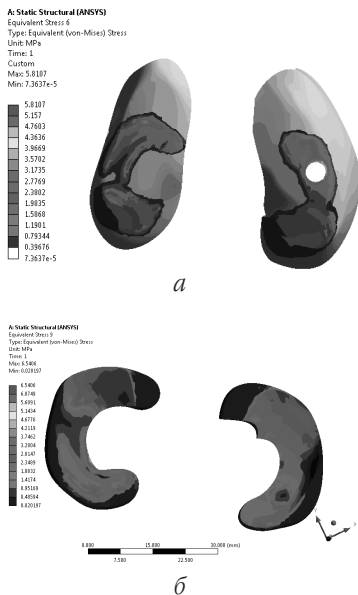 A: Static Structural (ANSYS)
Equivalent Stress 6
Type: Equivalent (von-Mises) Stress
Unit: MPa
Time: 1
Custom
Max: 5.8107
Min: 7.3637e-5
5.8107
5.157
4.7603
4.3636
3.9669
3.5702
3.1735
2.7769
2.3802
1.9835
1.5868
1.1901
0.79344
0.39676
7.3637e-5
а
A: Static Structural (ANSYS)
Equivalent Stress 9
Type: Equivalent (von-Mises) Stress
Unit: MPa
Time: 1
Max: 6.5406
Min: 0.020197
6.5406
6.0749
5.6091
5.1434
4.6776
4.2119
3.7462
3.2804
2.8147
2.3489
1.8832
1.4174
0.95169
0.48594
0.020197
0.000
15.000
30.000 (mm)
7.500
22.500
б